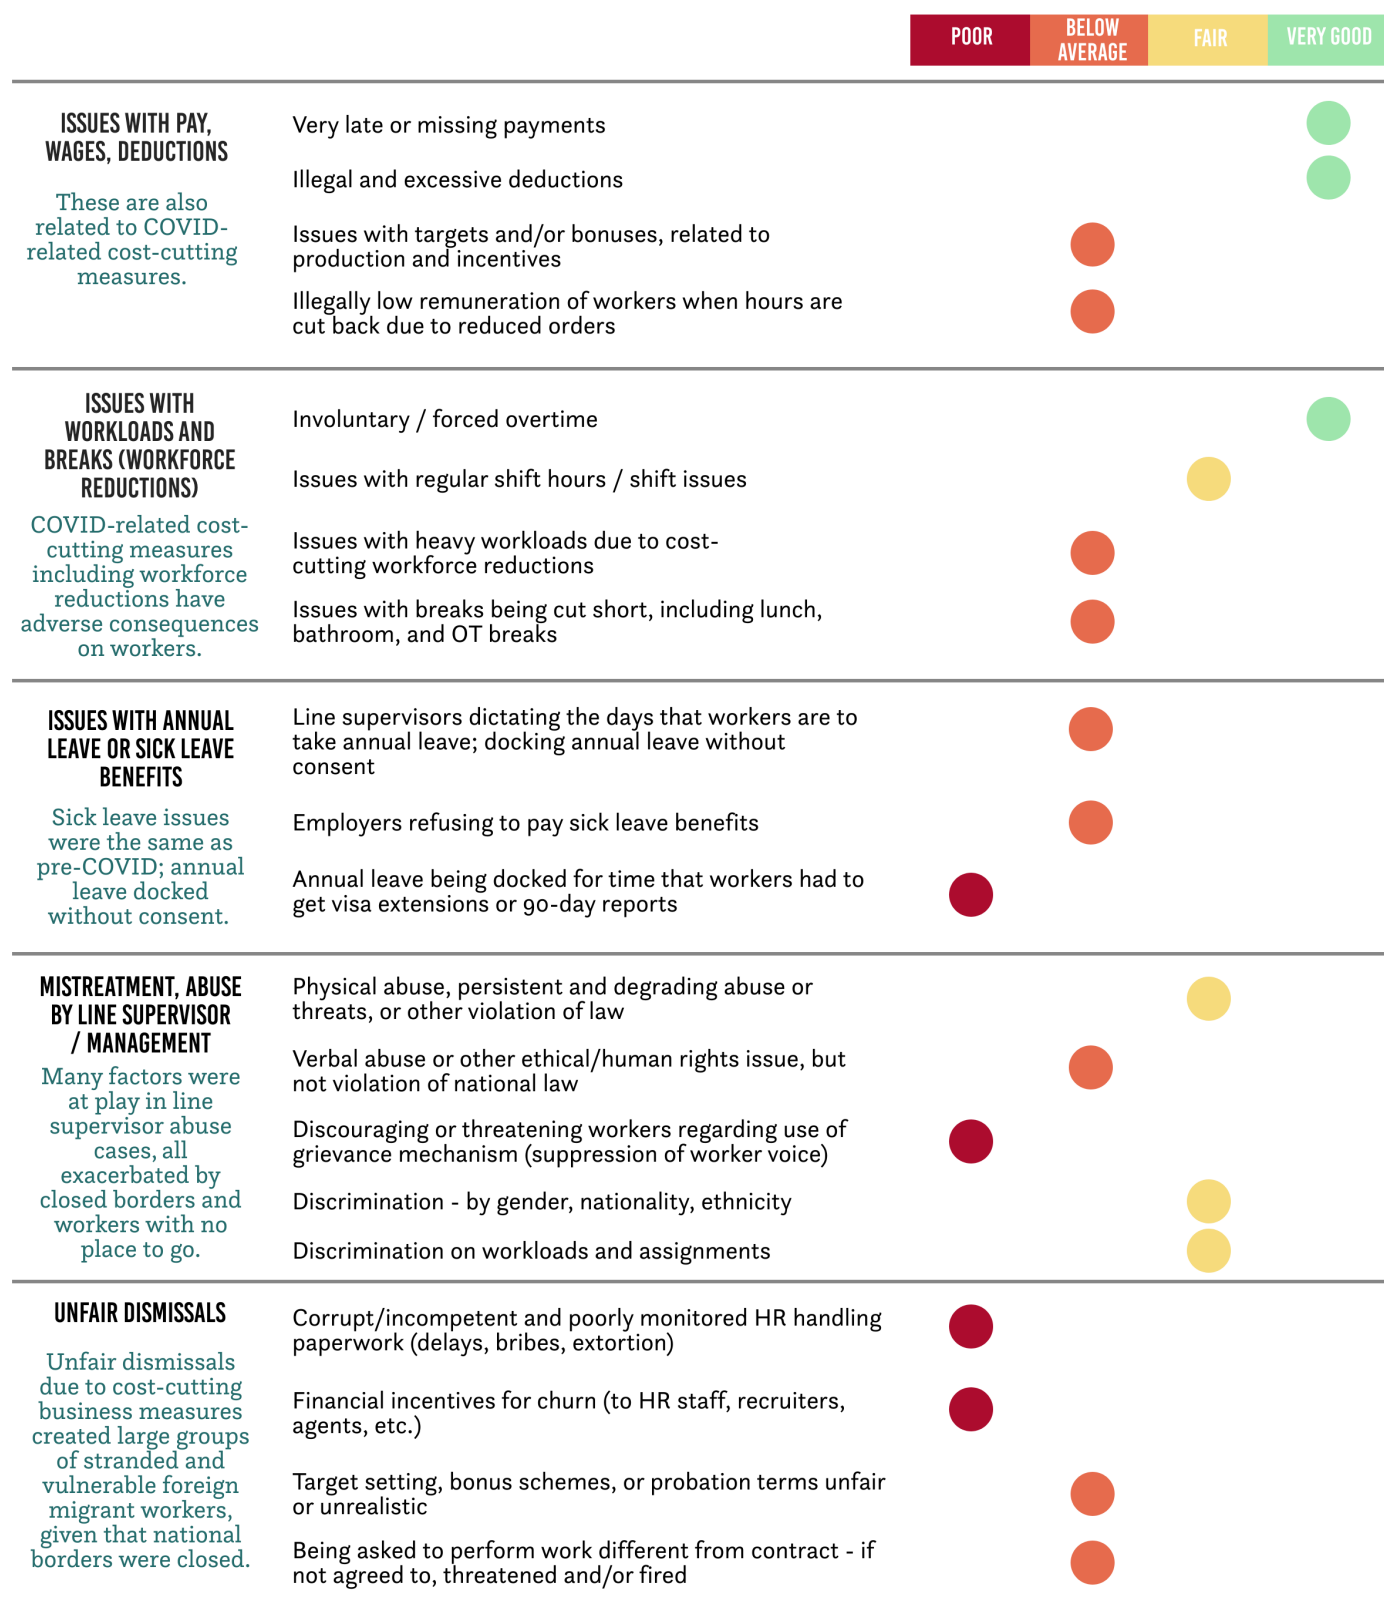 POOR
BELOW
AVERAGE
FAIR
VERY GOOD
ISSUES WITH PAY,
WAGES, DEDUCTIONS
These are also
related to COVID-
related cost-cutting
measures.
Very late or missing payments
Illegal and excessive deductions
Issues with targets and/or bonuses, related to
production and incentives
Illegally low remuneration of workers when hours are
cut back due to reduced orders
ISSUES WITH
WORKLOADS AND
BREAKS (WORKFORCE
REDUCTIONS)
COVID-related cost-
cutting measures
including workforce
reductions have
adverse consequences
on workers.
Involuntary / forced overtime
Issues with regular shift hours / shift issues
Issues with heavy workloads due to cost-
cutting workforce reductions
Issues with breaks being cut short, including lunch,
bathroom, and OT breaks
ISSUES WITH ANNUAL
LEAVE OR SICK LEAVE
BENEFITS
Sick leave issues
were the same as
pre-COVID; annual
leave docked
without consent.
Line supervisors dictating the days that workers are to
take annual leave; docking annual leave without
consent
Employers refusing to pay sick leave benefits
Annual leave being docked for time that workers had to
get visa extensions or 90-day reports
MISTREATMENT, ABUSE
BY LINE SUPERVISOR
/ MANAGEMENT
Many factors were
at play in line
supervisor abuse
cases, all
exacerbated by
closed borders and
workers with no
place to go.
Physical abuse, persistent and degrading abuse or
threats, or other violation of law
Verbal abuse or other ethical/human rights issue, but
not violation of national law
Discouraging or threatening workers regarding use of
grievance mechanism (suppression of worker voice)
Discrimination - by gender, nationality, ethnicity
Discrimination on workloads and assignments
UNFAIR DISMISSALS
Unfair dismissals
due to cost-cutting
business measures
created large groups
of stranded and
vulnerable foreign
migrant workers,
given that national
borders were closed.
Corrupt/incompetent and poorly monitored HR handling
paperwork (delays, bribes, extortion)
Financial incentives for churn (to HR staff, recruiters,
agents, etc.)
Target setting, bonus schemes, or probation terms unfair
or unrealistic
Being asked to perform work different from contract - if
not agreed to, threatened and/or fired